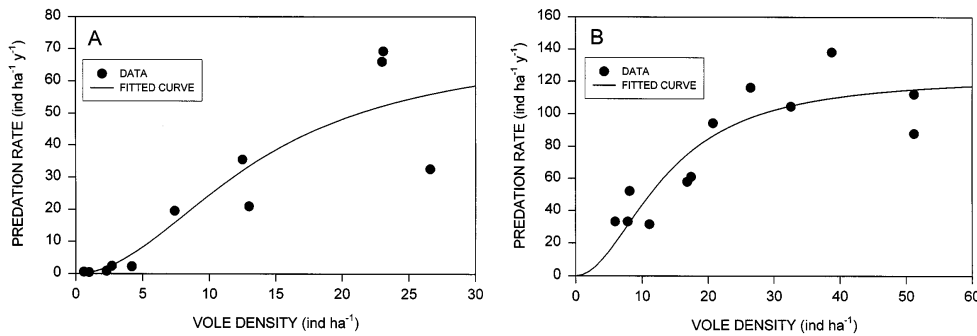 A
DATA
FITTED CURVE
PREDATION RATE (ind ha⁻¹ y⁻¹)
80
70
60
50
40
30
20
10
0
0 5 10 15 20 25 30
VOLE DENSITY (ind ha⁻¹)
B
DATA
FITTED CURVE
PREDATION RATE (ind ha⁻¹ y⁻¹)
160
140
120
100
80
60
40
20
0
0 10 20 30 40 50 60
VOLE DENSITY (ind ha⁻¹)